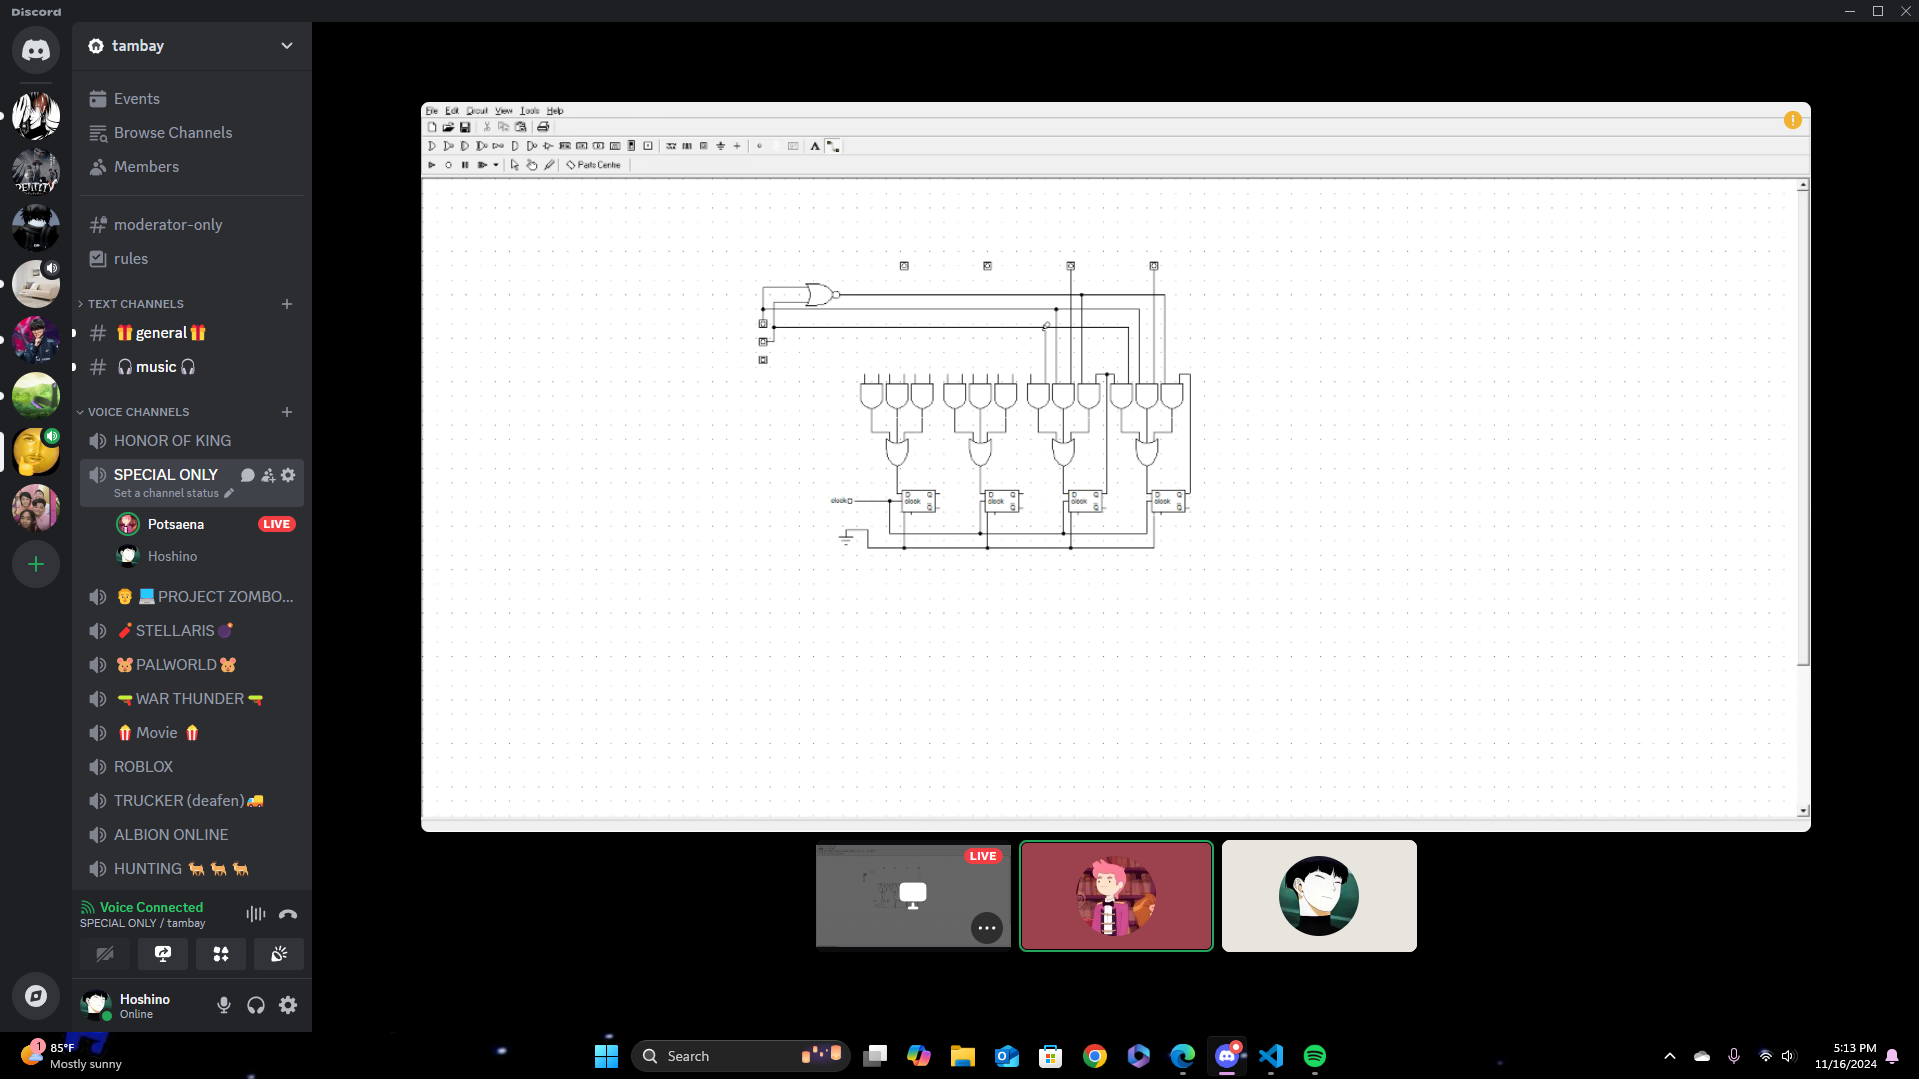 Discord
tambay
Events
Browse Channels
Members
moderator-only
rules
TEXT CHANNELS
🎁general🎁
🎧music🎧
VOICE CHANNELS
HONOR OF KING
SPECIAL ONLY
Set a channel status
Potsaena
LIVE
Hoshino
PROJECT ZOMBO...
🧨STELLARIS💣
🐹PALWORLD🐹
🔫WAR THUNDER🔫
🍿Movie 🍿
ROBLOX
TRUCKER (deafen)🚚
ALBION ONLINE
HUNTING 🐂🐂🐂
Voice Connected
SPECIAL ONLY / tambay
Hoshino
Online
File Edit Circuit View Tools Help
Parts Centre
clock
D Q clock Q
D Q clock Q
D Q clock Q
D Q clock Q
LIVE
1
85°F
Mostly sunny
Search
5:13 PM
11/16/2024